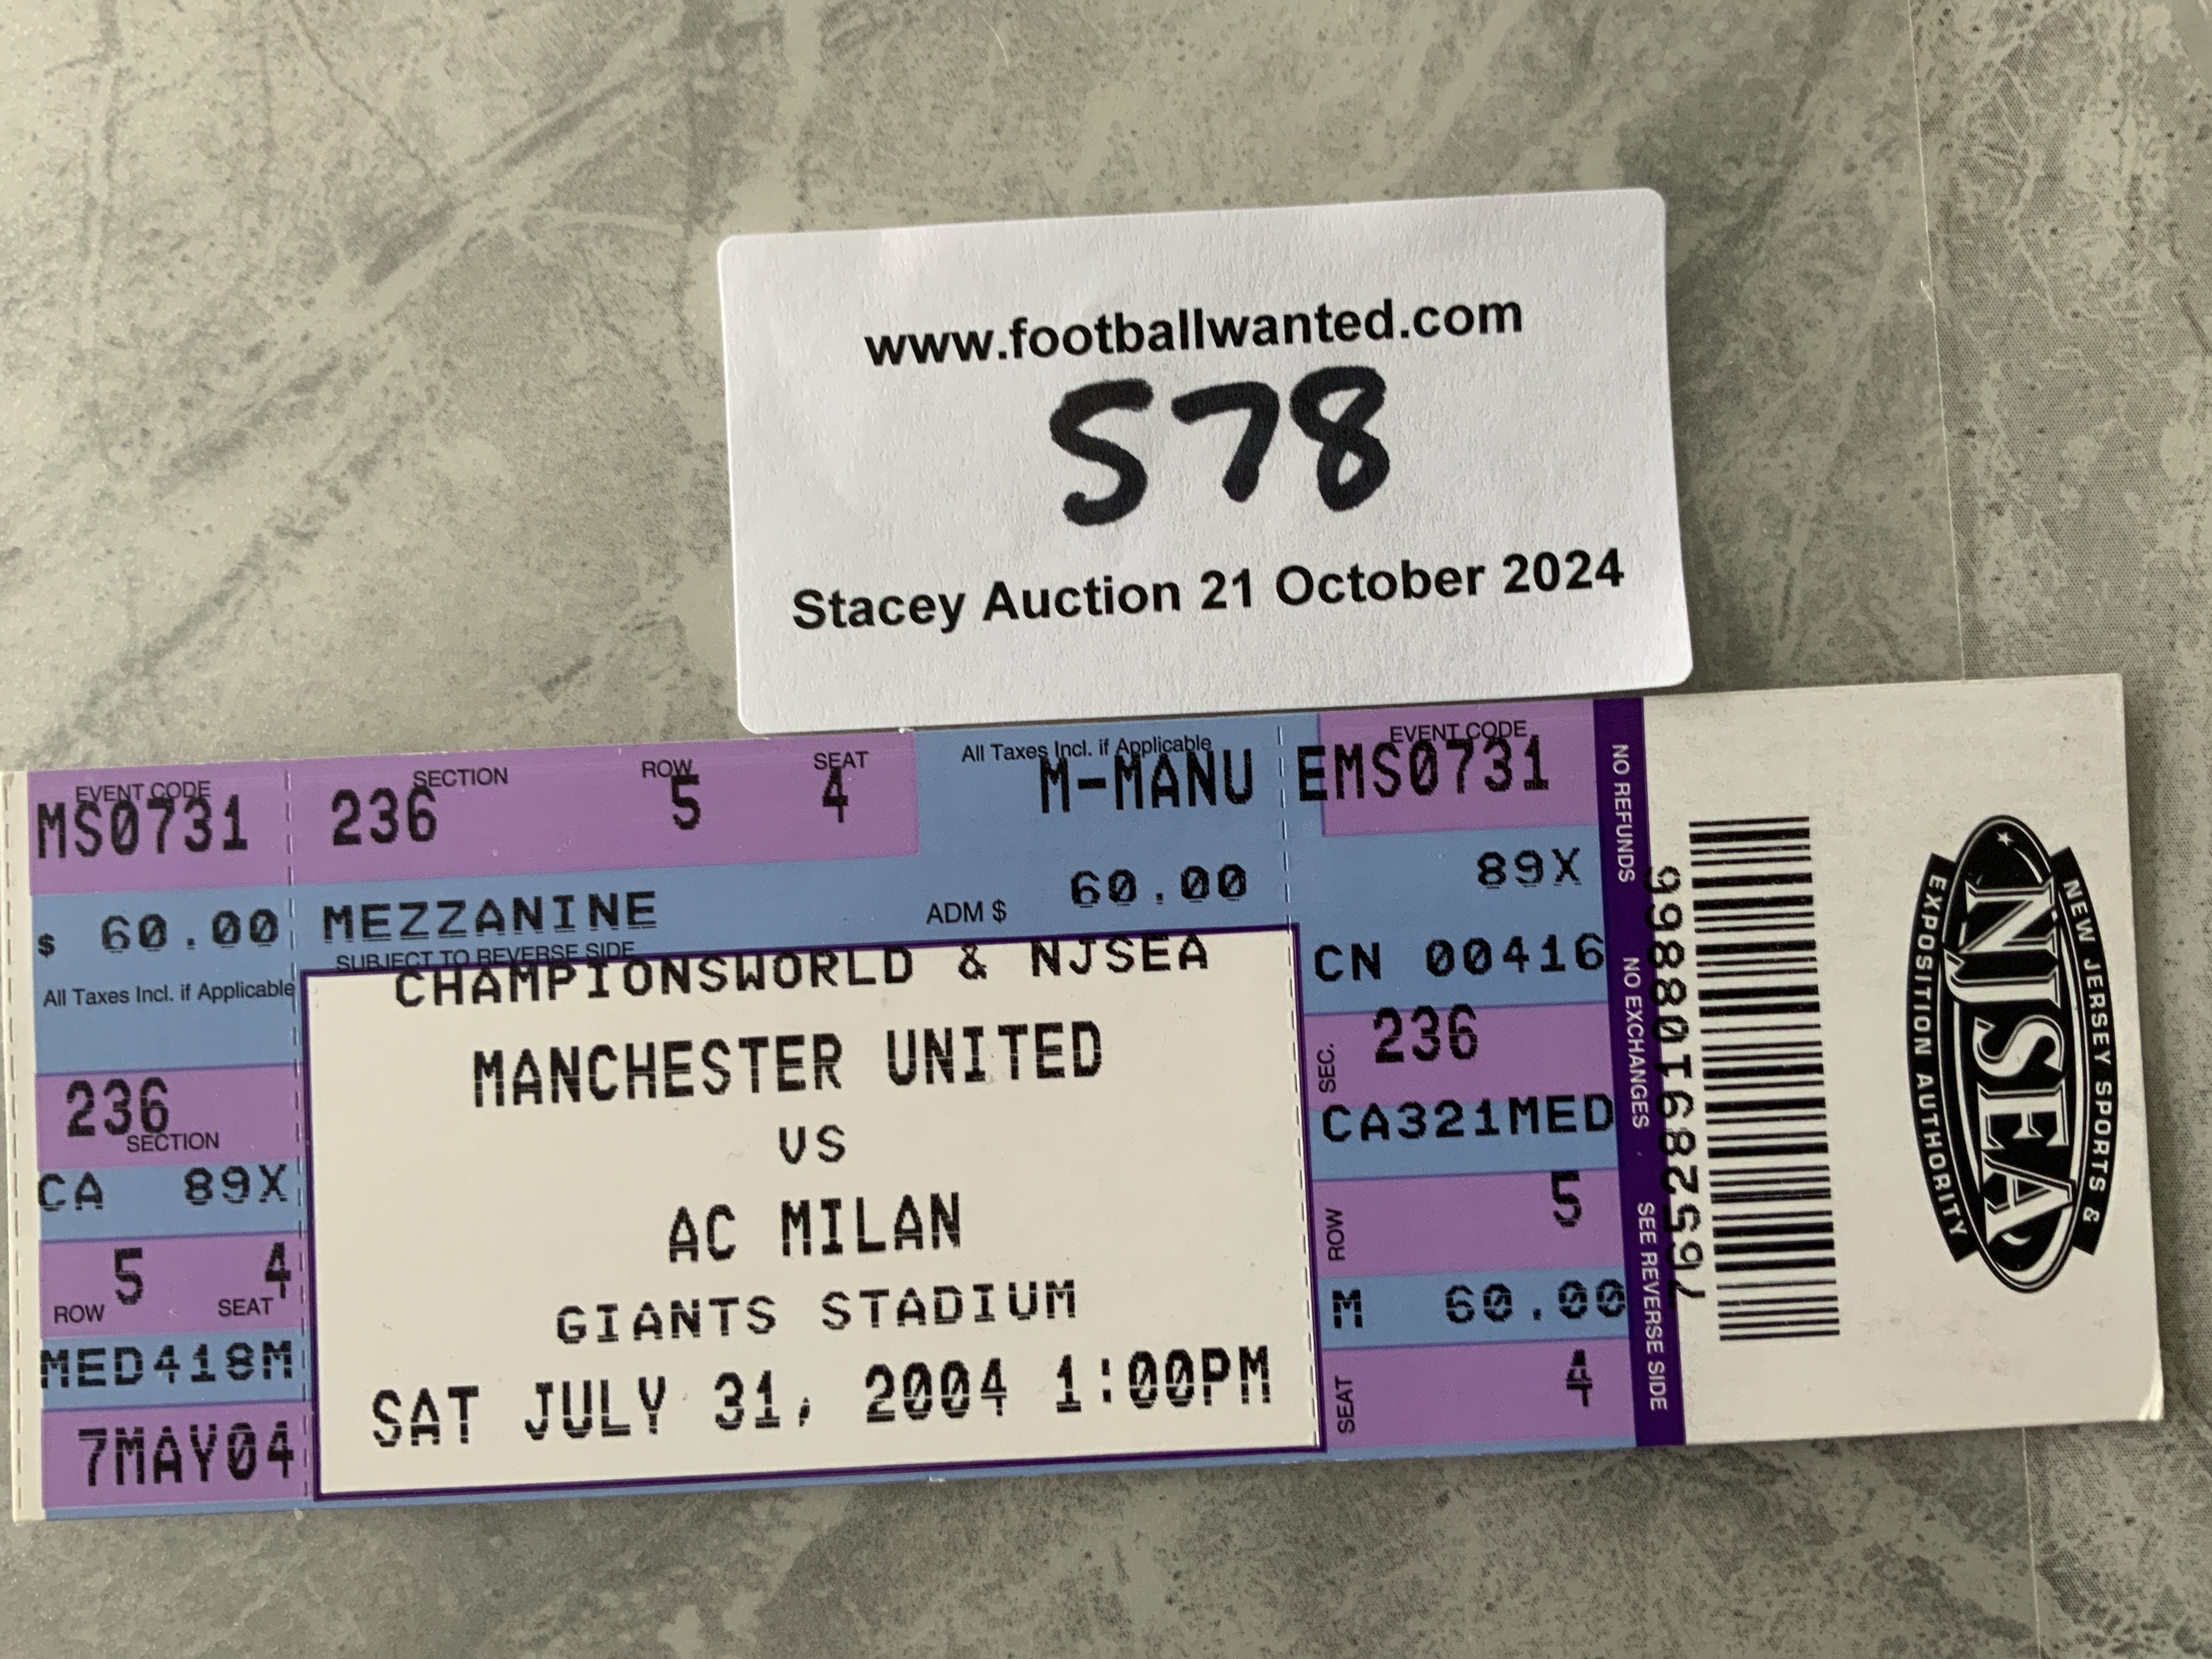 www.footballwanted.com
578
Stacey Auction 21 October 2024
EVENT CODE
MS0731
$ 60.00
All Taxes Incl. if Applicable
236
SECTION
CA 89X
5 4
ROW SEAT
MED418M
7MAY04
SECTION ROW SEAT
236 5 4
All Taxes Incl. if Applicable
M-MANU
MEZZANINE ADM $ 60.00
SUBJECT TO REVERSE SIDE
CHAMPIONSWORLD & NJSEA
MANCHESTER UNITED
VS
AC MILAN
GIANTS STADIUM
SAT JULY 31, 2004 1:00PM
EVENT CODE
EMS0731
89X
CN 00416
SEC. 236
CA321MED
ROW 5
M 60.00
SEAT 4
NO REFUNDS NO EXCHANGES SEE REVERSE SIDE
NEW JERSEY SPORTS &
NJSEA
EXPOSITION AUTHORITY